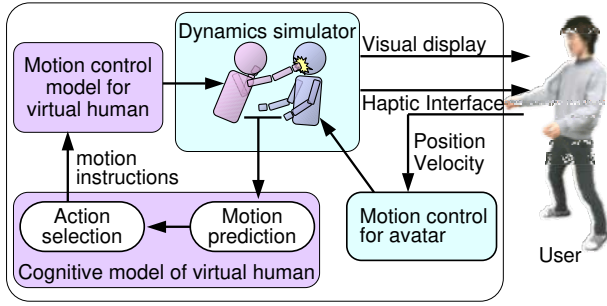 Dynamics simulator
Motion control
model for
virtual human
Visual display
Haptic Interface
Position
Velocity
motion
instructions
Action
selection
Motion
prediction
Cognitive model of virtual human
Motion control
for avatar
User